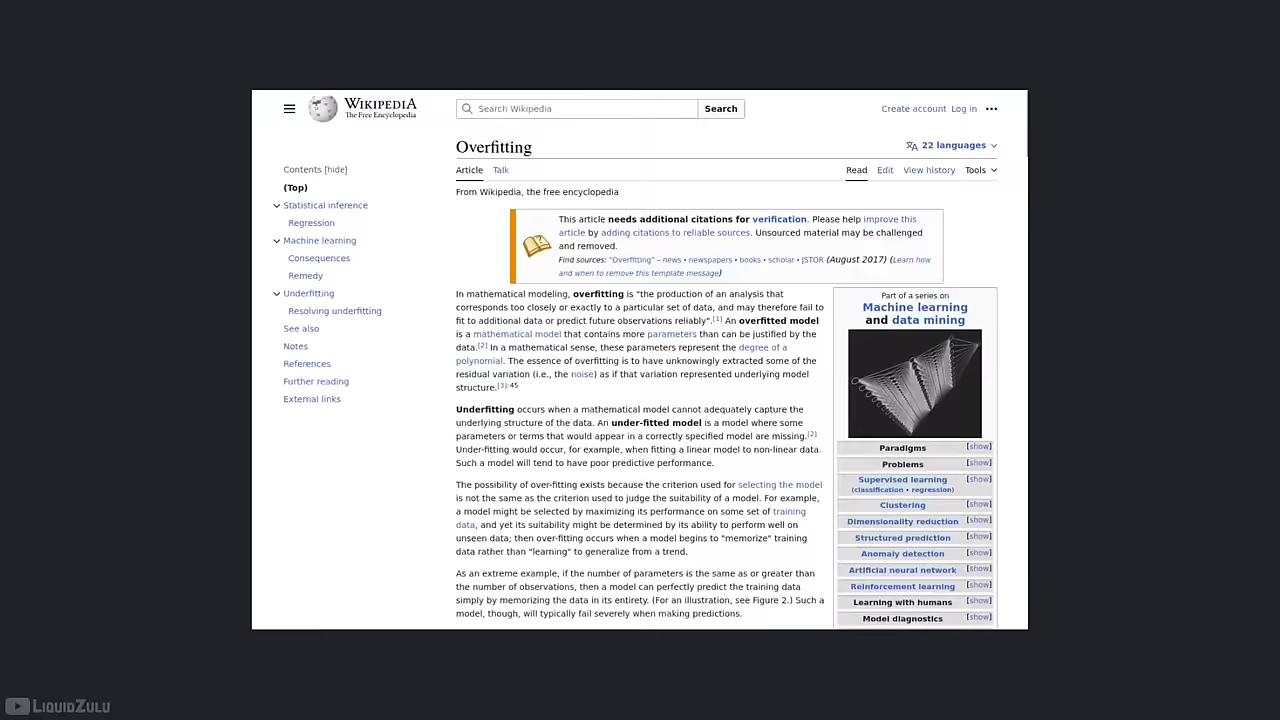 WIKIPEDIA
The Free Encyclopedia
Search Wikipedia
Search
Create account Log in
Overfitting
22 languages
Article Talk
Read Edit View history Tools
From Wikipedia, the free encyclopedia
Contents [hide]
(Top)
Statistical inference
Regression
Machine learning
Consequences
Remedy
Underfitting
Resolving underfitting
See also
Notes
References
Further reading
External links
This article needs additional citations for verification. Please help improve this
article by adding citations to reliable sources. Unsourced material may be challenged
and removed.
Find sources: "Overfitting" – news • newspapers • books • scholar • JSTOR (August 2017) (Learn how
and when to remove this template message)
In mathematical modeling, overfitting is "the production of an analysis that
corresponds too closely or exactly to a particular set of data, and may therefore fail to
fit to additional data or predict future observations reliably".[1] An overfitted model
is a mathematical model that contains more parameters than can be justified by the
data.[2] In a mathematical sense, these parameters represent the degree of a
polynomial. The essence of overfitting is to have unknowingly extracted some of the
residual variation (i.e., the noise) as if that variation represented underlying model
structure.[3]:45
Underfitting occurs when a mathematical model cannot adequately capture the
underlying structure of the data. An under-fitted model is a model where some
parameters or terms that would appear in a correctly specified model are missing.[2]
Under-fitting would occur, for example, when fitting a linear model to non-linear data.
Such a model will tend to have poor predictive performance.
The possibility of over-fitting exists because the criterion used for selecting the model
is not the same as the criterion used to judge the suitability of a model. For example,
a model might be selected by maximizing its performance on some set of training
data, and yet its suitability might be determined by its ability to perform well on
unseen data; then over-fitting occurs when a model begins to "memorize" training
data rather than "learning" to generalize from a trend.
As an extreme example, if the number of parameters is the same as or greater than
the number of observations, then a model can perfectly predict the training data
simply by memorizing the data in its entirety. (For an illustration, see Figure 2.) Such a
model, though, will typically fail severely when making predictions.
Part of a series on
Machine learning
and data mining
Paradigms [show]
Problems [show]
Supervised learning [show]
(classification • regression)
Clustering [show]
Dimensionality reduction [show]
Structured prediction [show]
Anomaly detection [show]
Artificial neural network [show]
Reinforcement learning [show]
Learning with humans [show]
Model diagnostics [show]
LIQUIDZULU